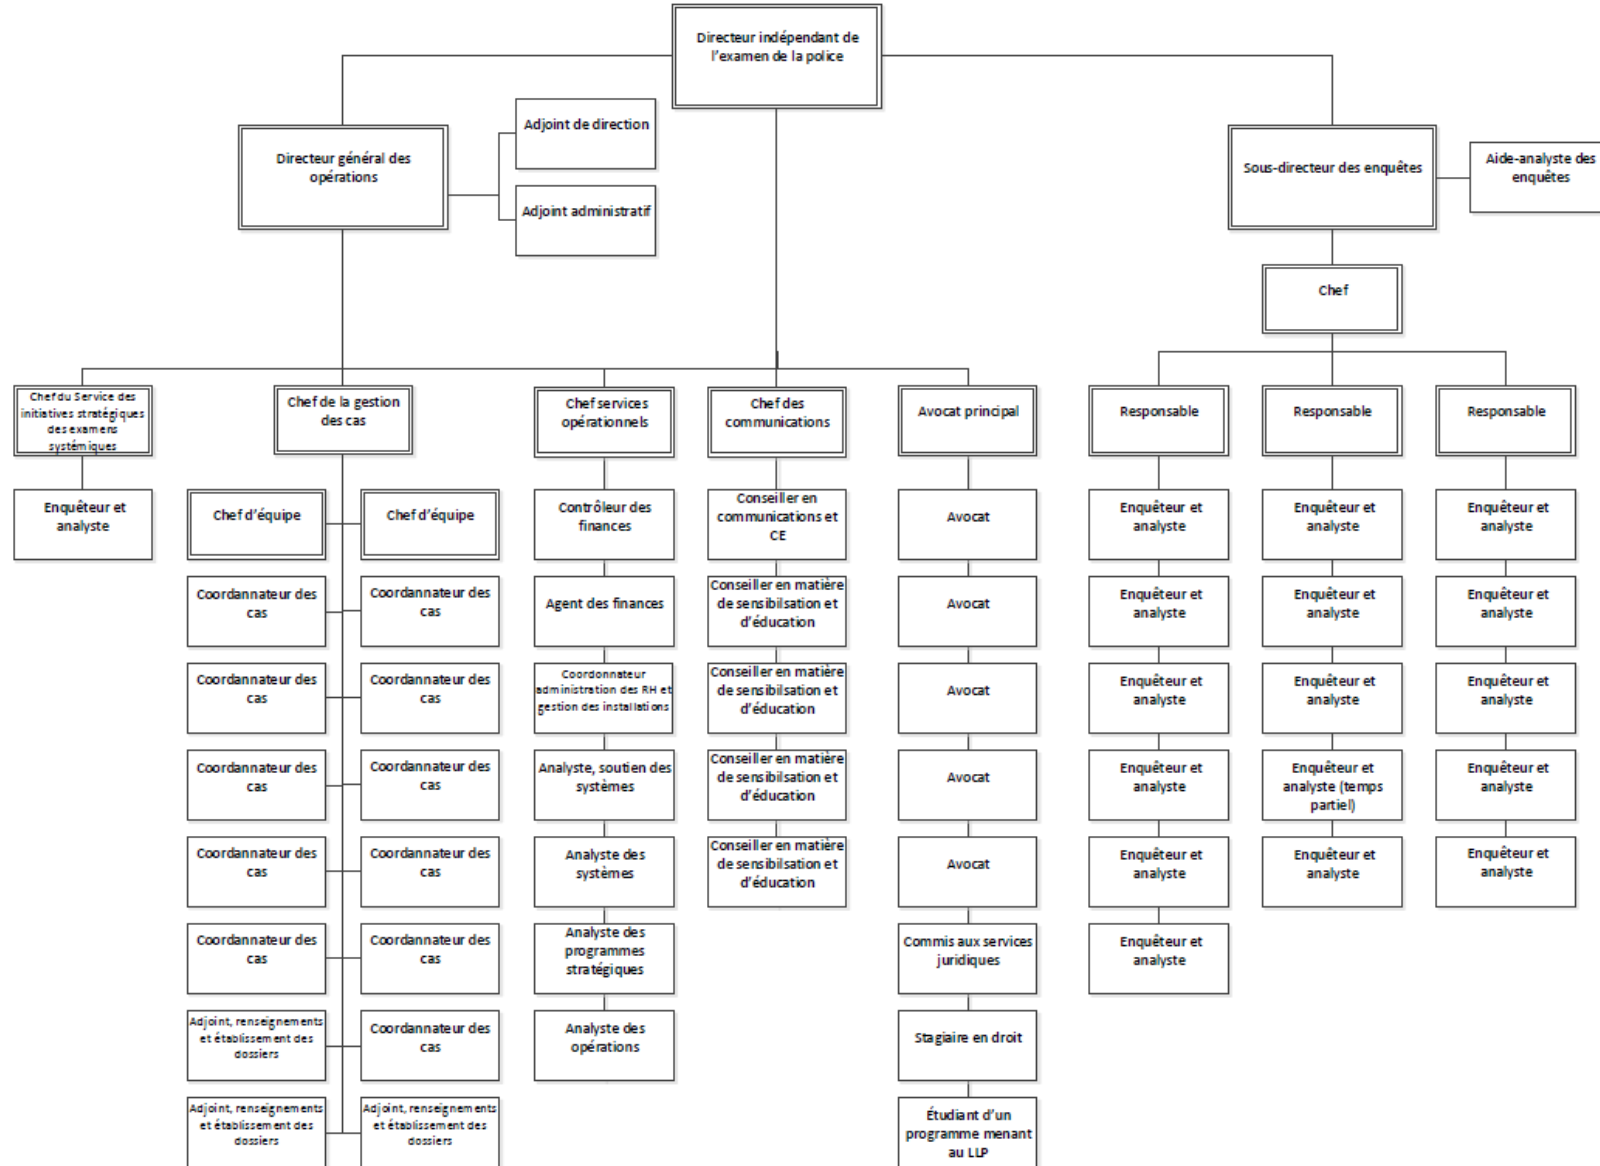 Directeur indépendant de
l'examen de la police
Adjoint de direction
Directeur général des
opérations
Adjoint administratif
Sous-directeur des enquêtes
Aide-analyste des
enquêtes
Chef
Chef du Service des
initiatives stratégiques
des examens
systémiques
Enquêteur et
analyste
Chef de la gestion
des cas
Chef d'équipe
Coordannateur des
cas
Coordannateur des
cas
Coordannateur des
cas
Coordannateur des
cas
Coordannateur des
cas
Adjoint, renseignements
et établissement des
dossiers
Adjoint, renseignements
et établissement des
dossiers
Chef d'équipe
Coordannateur des
cas
Coordannateur des
cas
Coordannateur des
cas
Coordannateur des
cas
Coordannateur des
cas
Coordannateur des
cas
Adjoint, renseignements
et établissement des
dossiers
Chef services
opérationnels
Contrôleur des
finances
Agent des finances
Coordonnateur
administration des RH et
gestion des installations
Analyste, soutien des
systèmes
Analyste des
systèmes
Analyste des
programmes
stratégiques
Analyste des
opérations
Chef des
communications
Conseiller en
communications et
CE
Conseiller en matière
de sensibilsation et
d'éducation
Conseiller en matière
de sensibilsation et
d'éducation
Conseiller en matière
de sensibilsation et
d'éducation
Conseiller en matière
de sensibilsation et
d'éducation
Avocat principal
Avocat
Avocat
Avocat
Avocat
Avocat
Commis aux services
juridiques
Stagiaire en droit
Étudiant d'un
programme menant
au LLP
Responsable
Enquêteur et
analyste
Enquêteur et
analyste
Enquêteur et
analyste
Enquêteur et
analyste
Enquêteur et
analyste
Enquêteur et
analyste
Responsable
Enquêteur et
analyste
Enquêteur et
analyste
Enquêteur et
analyste
Enquêteur et
analyste (temps
partiel)
Enquêteur et
analyste
Responsable
Enquêteur et
analyste
Enquêteur et
analyste
Enquêteur et
analyste
Enquêteur et
analyste
Enquêteur et
analyste